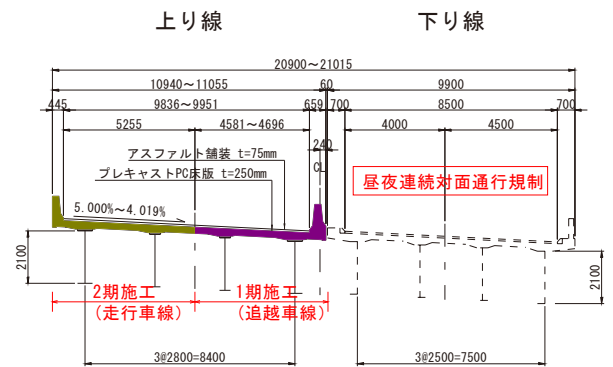 上り線 下り線
20900～21015
10940～11055 60 9900
445 9836～9951 659 700 8500 700
5255 4581～4696 4000 4500
240
アスファルト舗装 t=75mm
CL
プレキャストPC床版 t=250mm
昼夜連続対面通行規制
5.000%～4.019%
2100
2100
2期施工 1期施工
(走行車線) (追越車線)
3@2800=8400 3@2500=7500